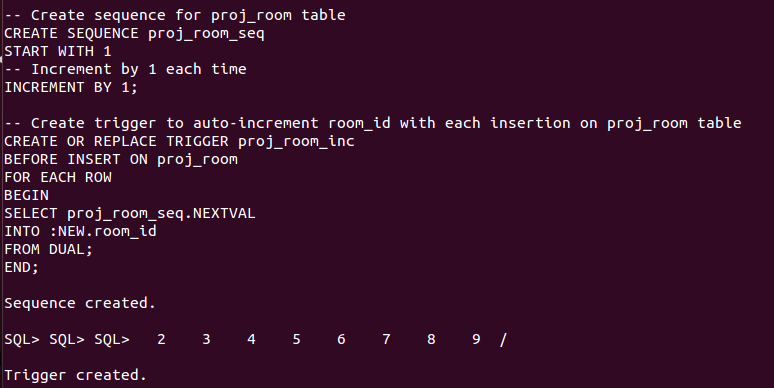 -- Create sequence for proj_room table
CREATE SEQUENCE proj_room_seq
START WITH 1
-- Increment by 1 each time
INCREMENT BY 1;

-- Create trigger to auto-increment room_id with each insertion on proj_room table
CREATE OR REPLACE TRIGGER proj_room_inc
BEFORE INSERT ON proj_room
FOR EACH ROW
BEGIN
SELECT proj_room_seq.NEXTVAL
INTO :NEW.room_id
FROM DUAL;
END;

Sequence created.

SQL> SQL> SQL>   2    3    4    5    6    7    8    9  /

Trigger created.